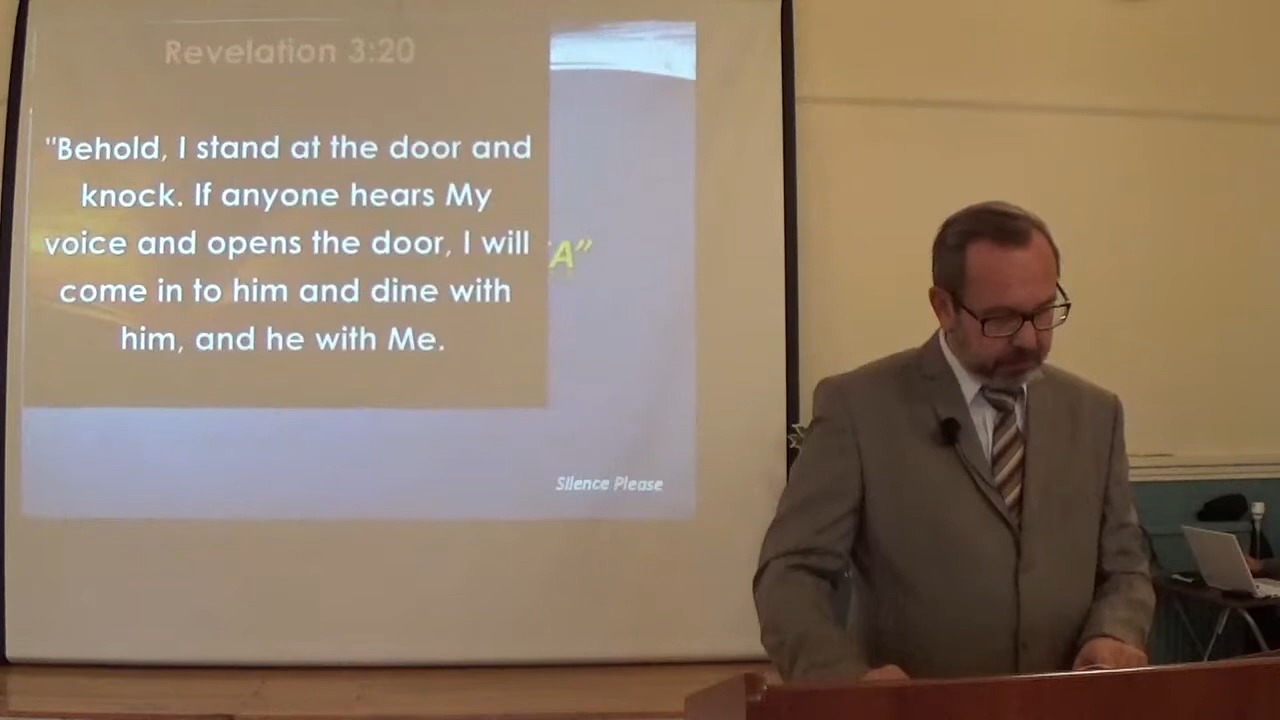 Revelation 3:20
"Behold, I stand at the door and
knock. If anyone hears My
voice and opens the door, I will
come in to him and dine with
him, and he with Me.
A”
Silence Please